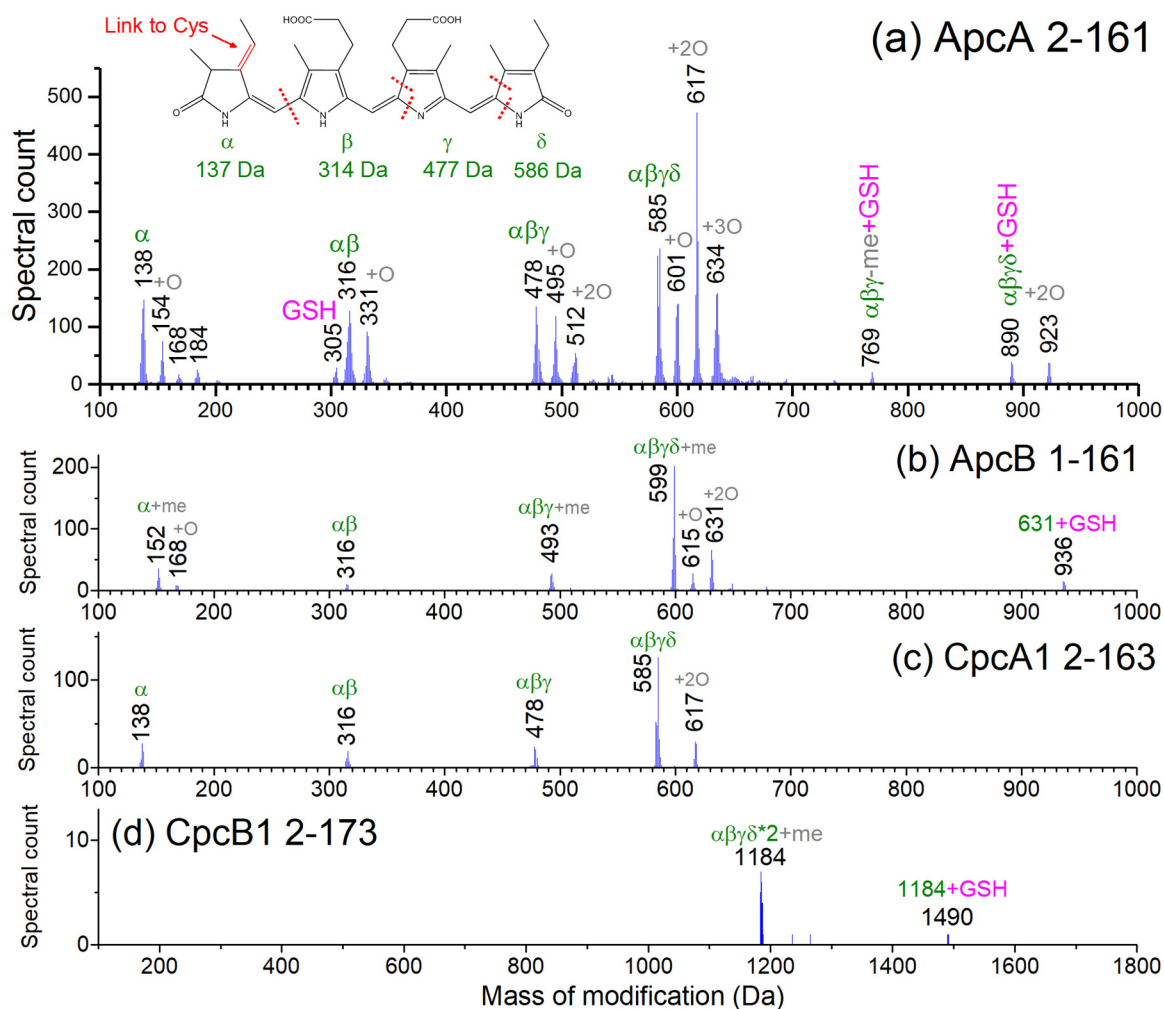 (a) ApcA 2-161
Link to Cys
HOOC
COOH
O
NH
NH
N
NH
O
α β γ δ
137 Da 314 Da 477 Da 586 Da
Spectral count
500
400
300
200
100
0
α
138
154 +O
168
184
GSH
305
αβ
316
331 +O
αβγ
478
495 +O
512 +2O
αβγδ
585
601 +O
+2O
617
634 +3O
769 αβγ-me+GSH
890 αβγδ+GSH
923 +2O
100 200 300 400 500 600 700 800 900 1000
(b) ApcB 1-161
Spectral count
200
100
0
α+me
152
168 +O
αβ
316
αβγ+me
493
αβγδ+me
599
615 +O
631 +2O
631+GSH
936
100 200 300 400 500 600 700 800 900 1000
(c) CpcA1 2-163
Spectral count
100
0
α
138
αβ
316
αβγ
478
αβγδ
585
+2O
617
100 200 300 400 500 600 700 800 900 1000
(d) CpcB1 2-173
Spectral count
10
0
αβγδ*2+me
1184
1184+GSH
1490
200 400 600 800 1000 1200 1400 1600 1800
Mass of modification (Da)